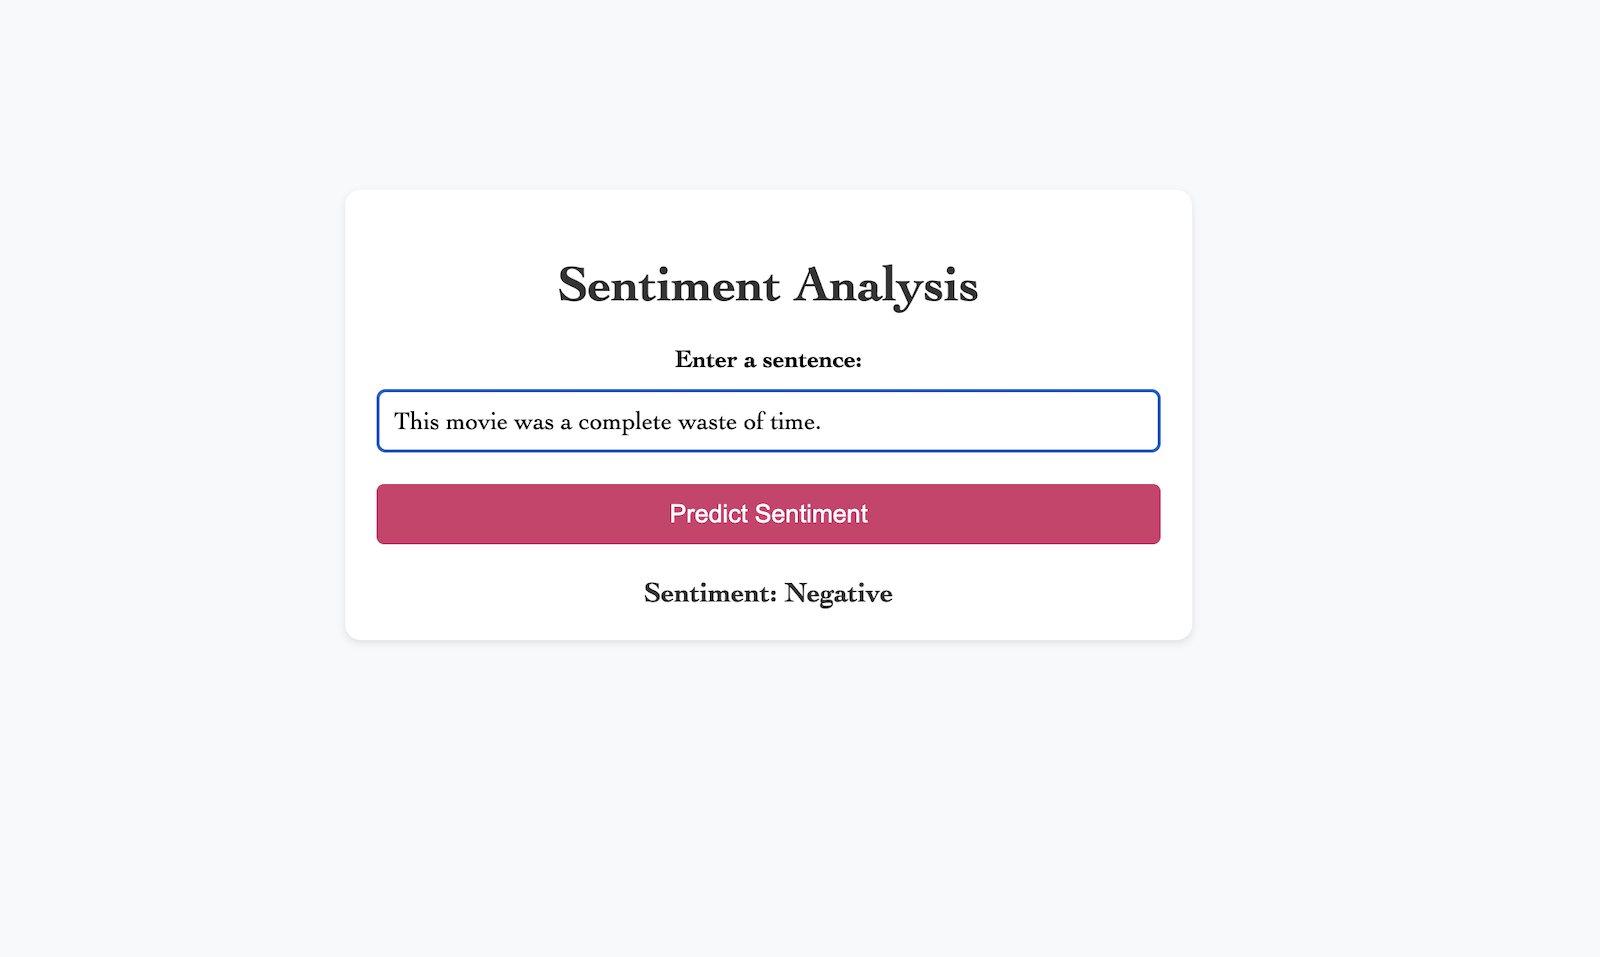 Sentiment Analysis
Enter a sentence:
This movie was a complete waste of time.
Predict Sentiment
Sentiment: Negative